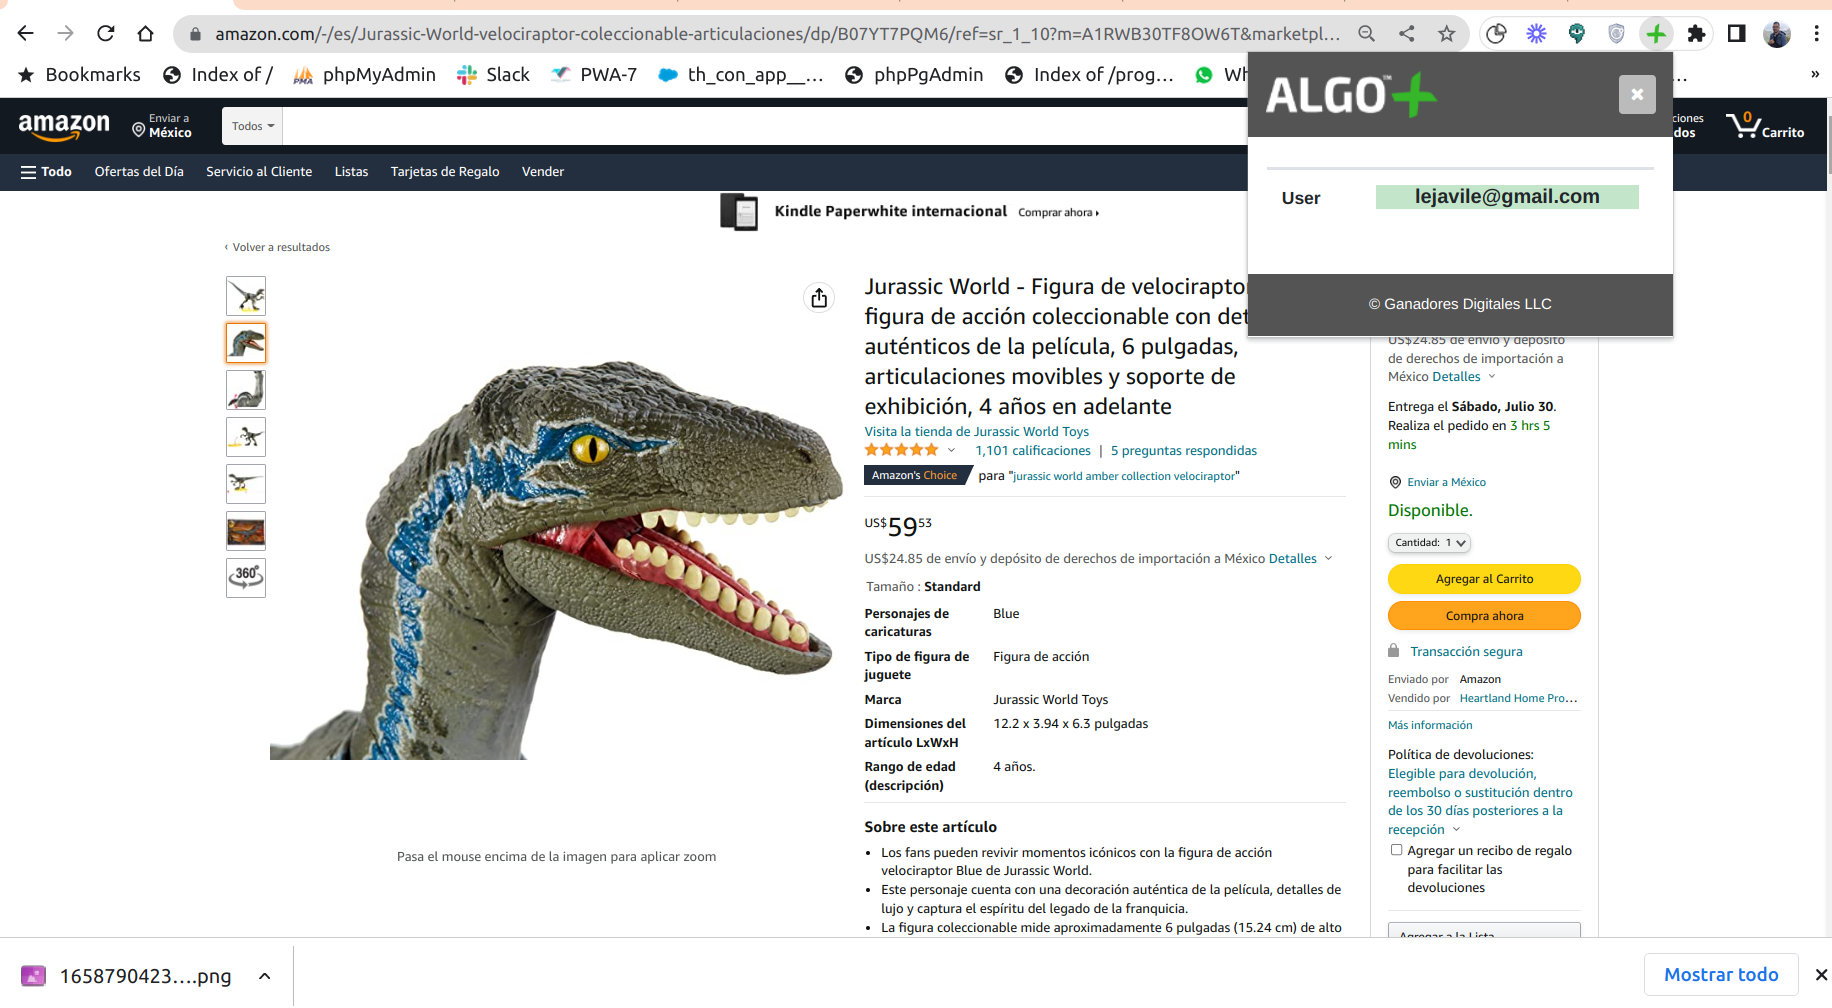 amazon.com/-/es/Jurassic-World-velociraptor-coleccionable-articulaciones/dp/B07YT7PQM6/ref=sr_1_10?m=A1RWB30TF8OW6T&marketpl...
Bookmarks
Index of /
phpMyAdmin
Slack
PWA-7
th_con_app__...
phpPgAdmin
Index of /prog...
ALGO+
amazon
Enviar a
México
Todos
0
Carrito
Todo
Ofertas del Día
Servicio al Cliente
Listas
Tarjetas de Regalo
Vender
User
lejavile@gmail.com
© Ganadores Digitales LLC
Kindle Paperwhite internacional
Comprar ahora
‹ Volver a resultados
360°
Pasa el mouse encima de la imagen para aplicar zoom
Jurassic World - Figura de velociraptor
figura de acción coleccionable con det
auténticos de la película, 6 pulgadas,
articulaciones movibles y soporte de
exhibición, 4 años en adelante
Visita la tienda de Jurassic World Toys
1,101 calificaciones | 5 preguntas respondidas
Amazon's Choice para "jurassic world amber collection velociraptor"
US$59.53
US$24.85 de envío y depósito de derechos de importación a México Detalles
Tamaño : Standard
Personajes de caricaturas Blue
Tipo de figura de juguete Figura de acción
Marca Jurassic World Toys
Dimensiones del artículo LxWxH 12.2 x 3.94 x 6.3 pulgadas
Rango de edad (descripción) 4 años.
Sobre este artículo
• Los fans pueden revivir momentos icónicos con la figura de acción
velociraptor Blue de Jurassic World.
• Este personaje cuenta con una decoración auténtica de la película, detalles de
lujo y captura el espíritu del legado de la franquicia.
• La figura coleccionable mide aproximadamente 6 pulgadas (15.24 cm) de alto
US$24.85 de envío y depósito
de derechos de importación a
México Detalles
Entrega el Sábado, Julio 30.
Realiza el pedido en 3 hrs 5
mins
Enviar a México
Disponible.
Cantidad: 1
Agregar al Carrito
Compra ahora
Transacción segura
Enviado por Amazon
Vendido por Heartland Home Pro...
Más información
Política de devoluciones:
Elegible para devolución,
reembolso o sustitución dentro
de los 30 días posteriores a la
recepción
Agregar un recibo de regalo
para facilitar las
devoluciones
Agregar a la Lista
1658790423....png
Mostrar todo